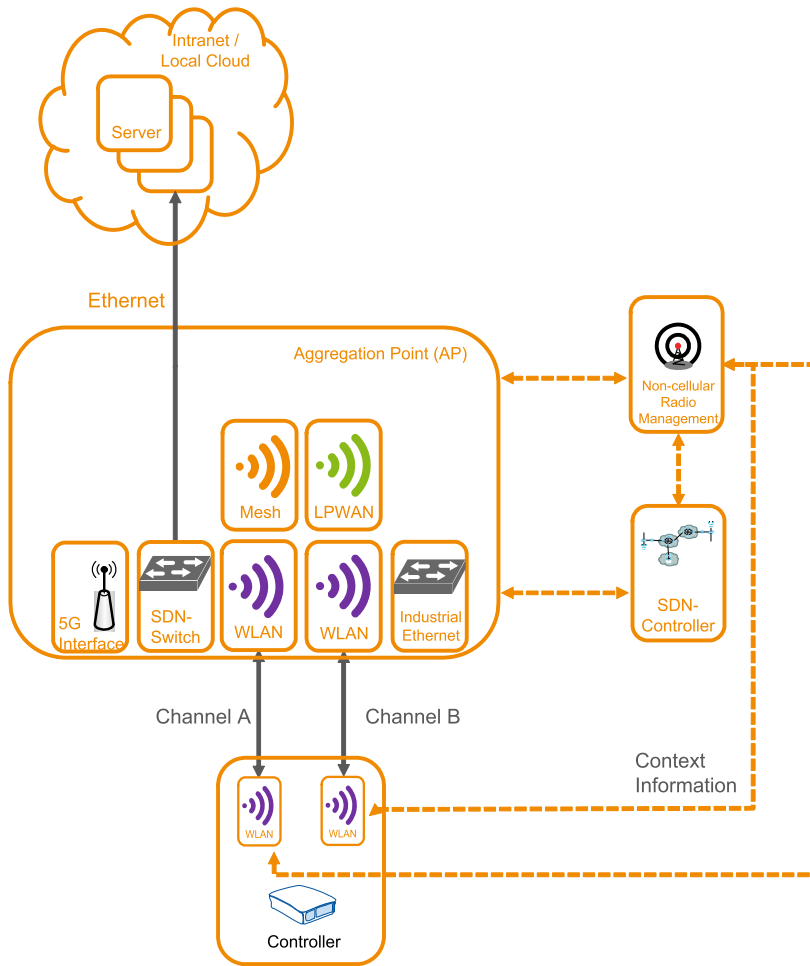 Intranet /
Local Cloud
Server
Ethernet
Aggregation Point (AP)
Non-cellular
Radio
Management
Mesh
LPWAN
5G
Interface
SDN-
Switch
WLAN
WLAN
Industrial
Ethernet
SDN-
Controller
Channel A
Channel B
Context
Information
WLAN
WLAN
Controller